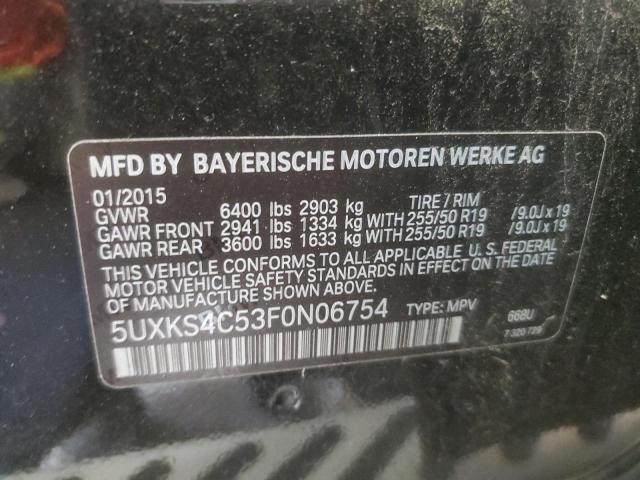 MFD BY BAYERISCHE MOTOREN WERKE AG
01/2015 TIRE / RIM
GVWR 6400 lbs 2903 kg
GAWR FRONT 2941 lbs 1334 kg WITH 255/50 R19 /9.0J x 19
GAWR REAR 3600 lbs 1633 kg WITH 255/50 R19 /9.0J x 19
THIS VEHICLE CONFORMS TO ALL APPLICABLE U. S. FEDERAL
MOTOR VEHICLE SAFETY STANDARDS IN EFFECT ON THE DATE
OF MANUFACTURE SHOWN ABOVE.
5UXKS4C53F0N06754 TYPE: MPV 668U
7 320 729